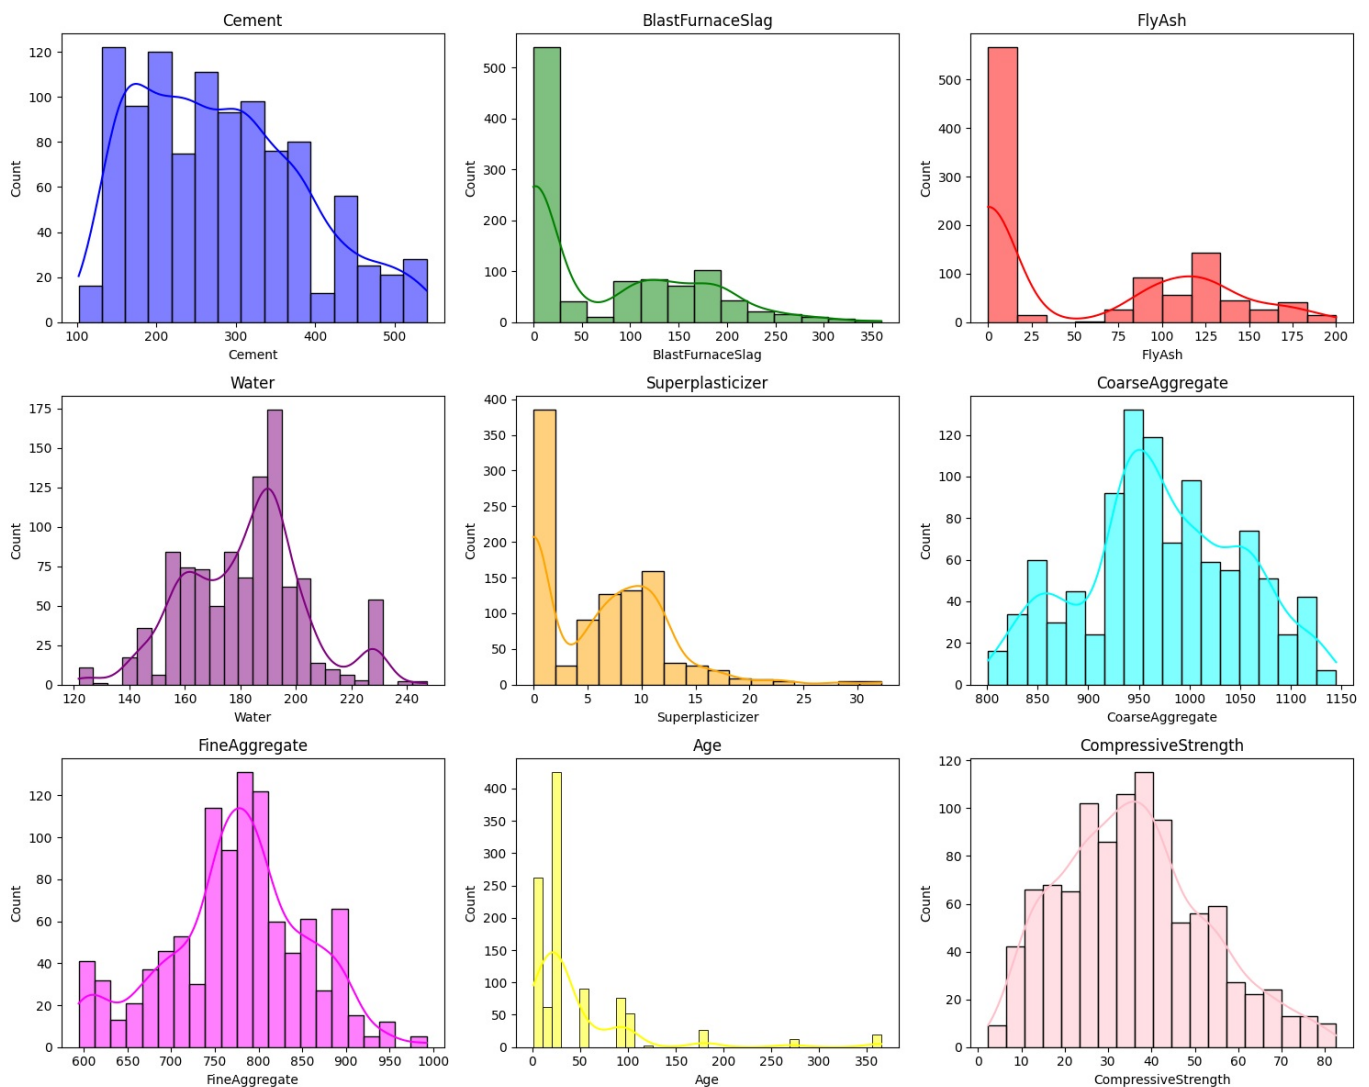 Cement BlastFurnaceSlag FlyAsh
120
100
80
60
40
20
0
Count
100 200 300 400 500
Cement
500
400
300
200
100
0
Count
0 50 100 150 200 250 300 350
BlastFurnaceSlag
500
400
300
200
100
0
Count
0 25 50 75 100 125 150 175 200
FlyAsh
Water Superplasticizer CoarseAggregate
175
150
125
100
75
50
25
0
Count
120 140 160 180 200 220 240
Water
400
350
300
250
200
150
100
50
0
Count
0 5 10 15 20 25 30
Superplasticizer
120
100
80
60
40
20
0
Count
800 850 900 950 1000 1050 1100 1150
CoarseAggregate
FineAggregate Age CompressiveStrength
120
100
80
60
40
20
0
Count
600 650 700 750 800 850 900 950 1000
FineAggregate
400
350
300
250
200
150
100
50
0
Count
0 50 100 150 200 250 300 350
Age
120
100
80
60
40
20
0
Count
0 10 20 30 40 50 60 70 80
CompressiveStrength